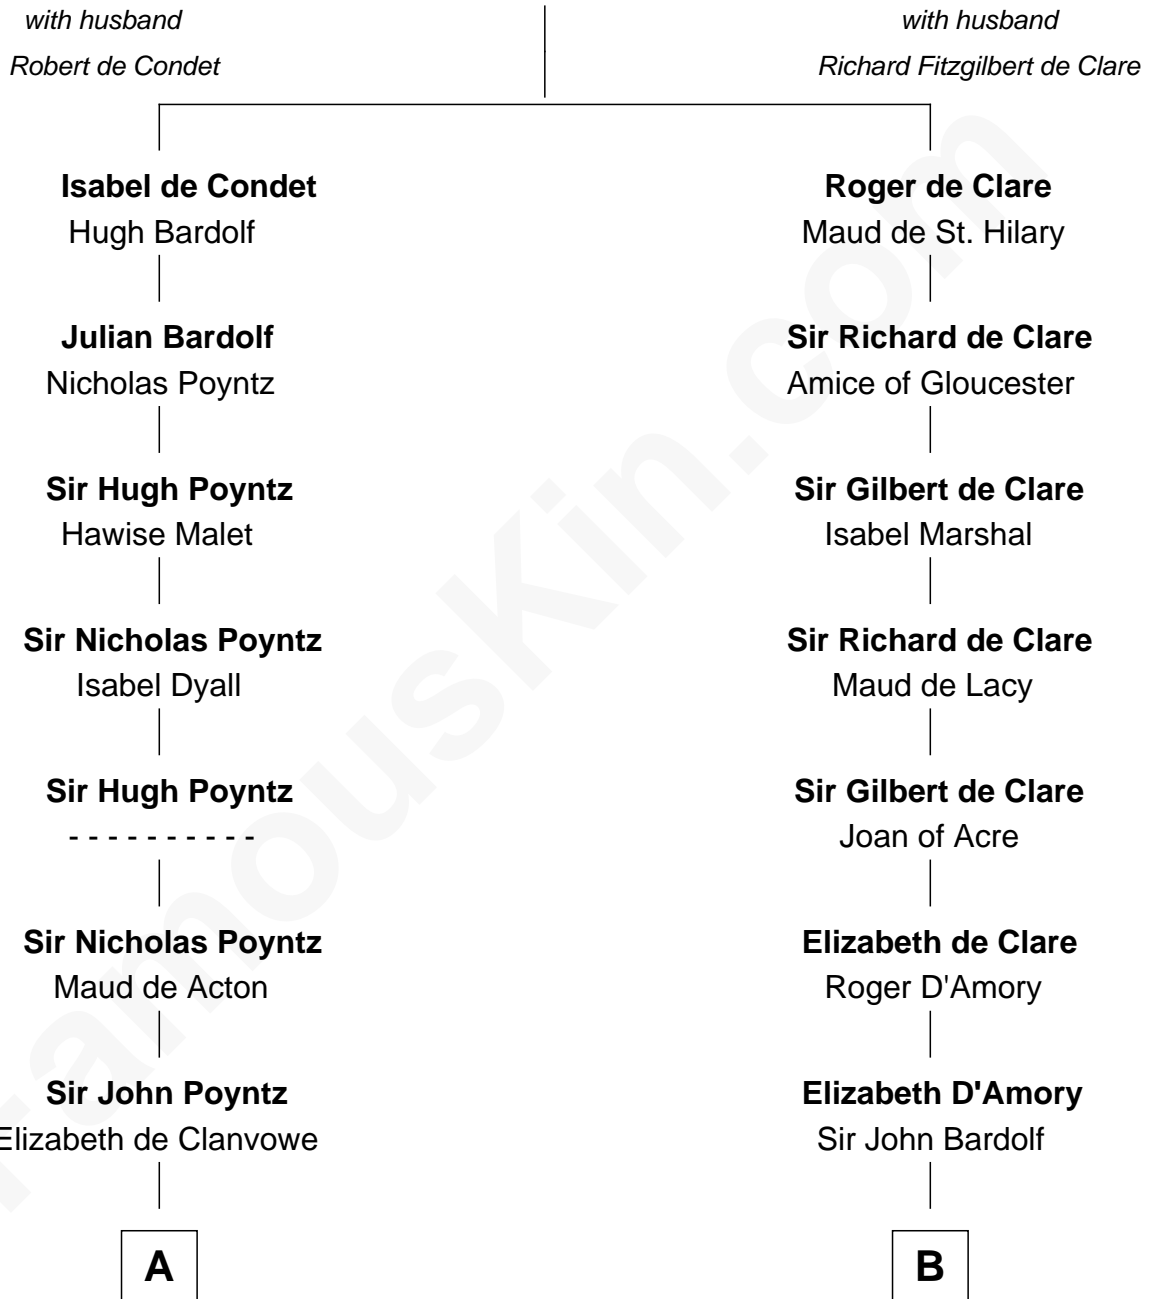 with husband
Robert de Condet
with husband
Richard Fitzgilbert de Clare
Isabel de Condet
Hugh Bardolf
Roger de Clare
Maud de St. Hilary
Julian Bardolf
Nicholas Poyntz
Sir Richard de Clare
Amice of Gloucester
Sir Hugh Poyntz
Hawise Malet
Sir Gilbert de Clare
Isabel Marshal
Sir Nicholas Poyntz
Isabel Dyall
Sir Richard de Clare
Maud de Lacy
Sir Hugh Poyntz
- - - - - - - - - -
Sir Gilbert de Clare
Joan of Acre
Sir Nicholas Poyntz
Maud de Acton
Elizabeth de Clare
Roger D'Amory
Sir John Poyntz
Elizabeth de Clanvowe
Elizabeth D'Amory
Sir John Bardolf
A
B
FamousKin.com